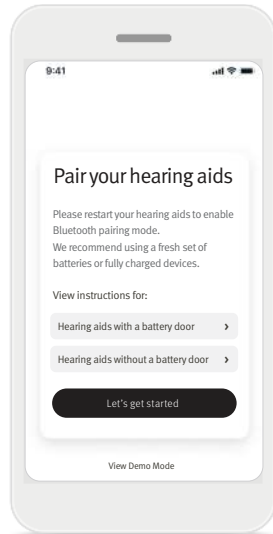 9:41
Pair your hearing aids
Please restart your hearing aids to enable
Bluetooth pairing mode.
We recommend using a fresh set of
batteries or fully charged devices.
View instructions for:
Hearing aids with a battery door
Hearing aids without a battery door
Let's get started
View Demo Mode